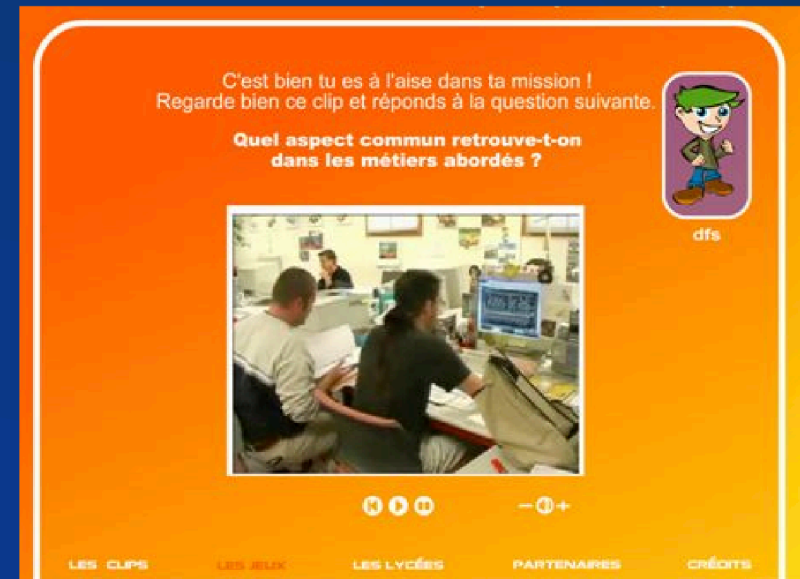 C'est bien tu es à l'aise dans ta mission !
Regarde bien ce clip et réponds à la question suivante.
Quel aspect commun retrouve-t-on
dans les métiers abordés ?
dfs
LES CLIPS
LES JEUX
LES LYCÉES
PARTENAIRES
CRÉDITS